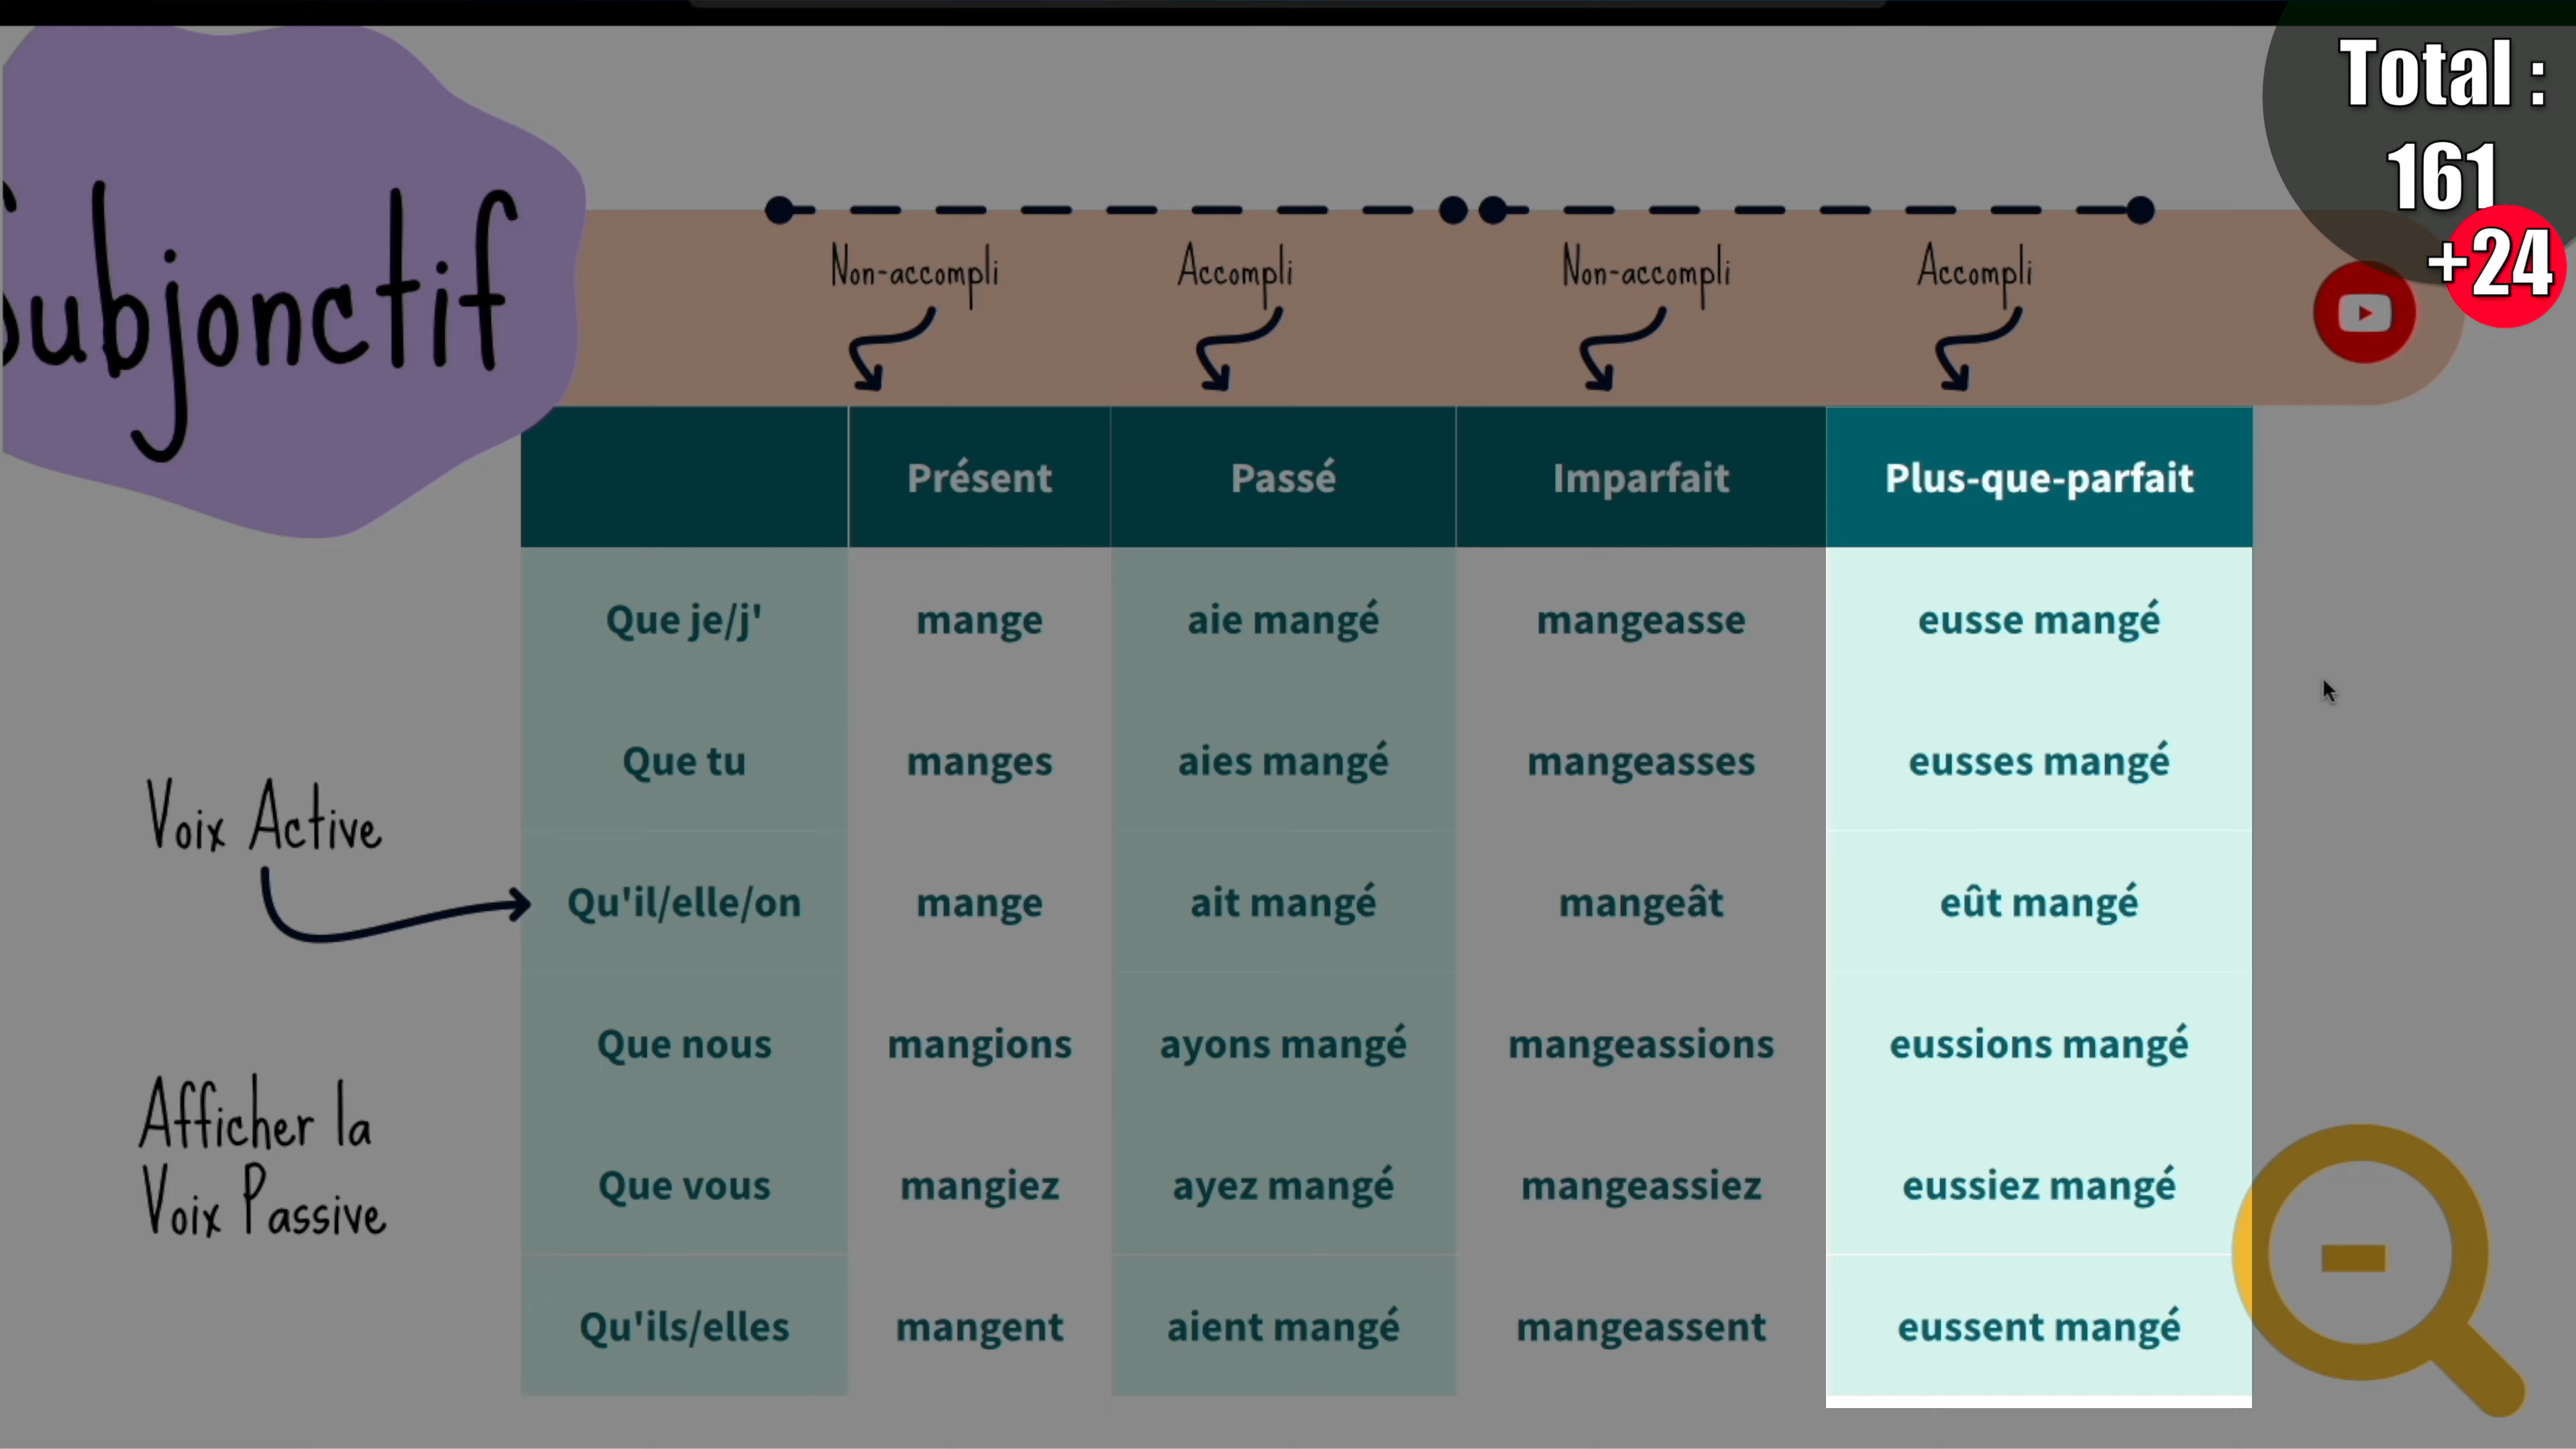 Total :
161
+24
Subjonctif
Non-accompli Accompli Non-accompli Accompli
Présent Passé Imparfait Plus-que-parfait
Que je/j' mange aie mangé mangeasse eusse mangé
Que tu manges aies mangé mangeasses eusses mangé
Voix Active
Qu'il/elle/on mange ait mangé mangeât eût mangé
Que nous mangions ayons mangé mangeassions eussions mangé
Afficher la
Voix Passive
Que vous mangiez ayez mangé mangeassiez eussiez mangé
Qu'ils/elles mangent aient mangé mangeassent eussent mangé